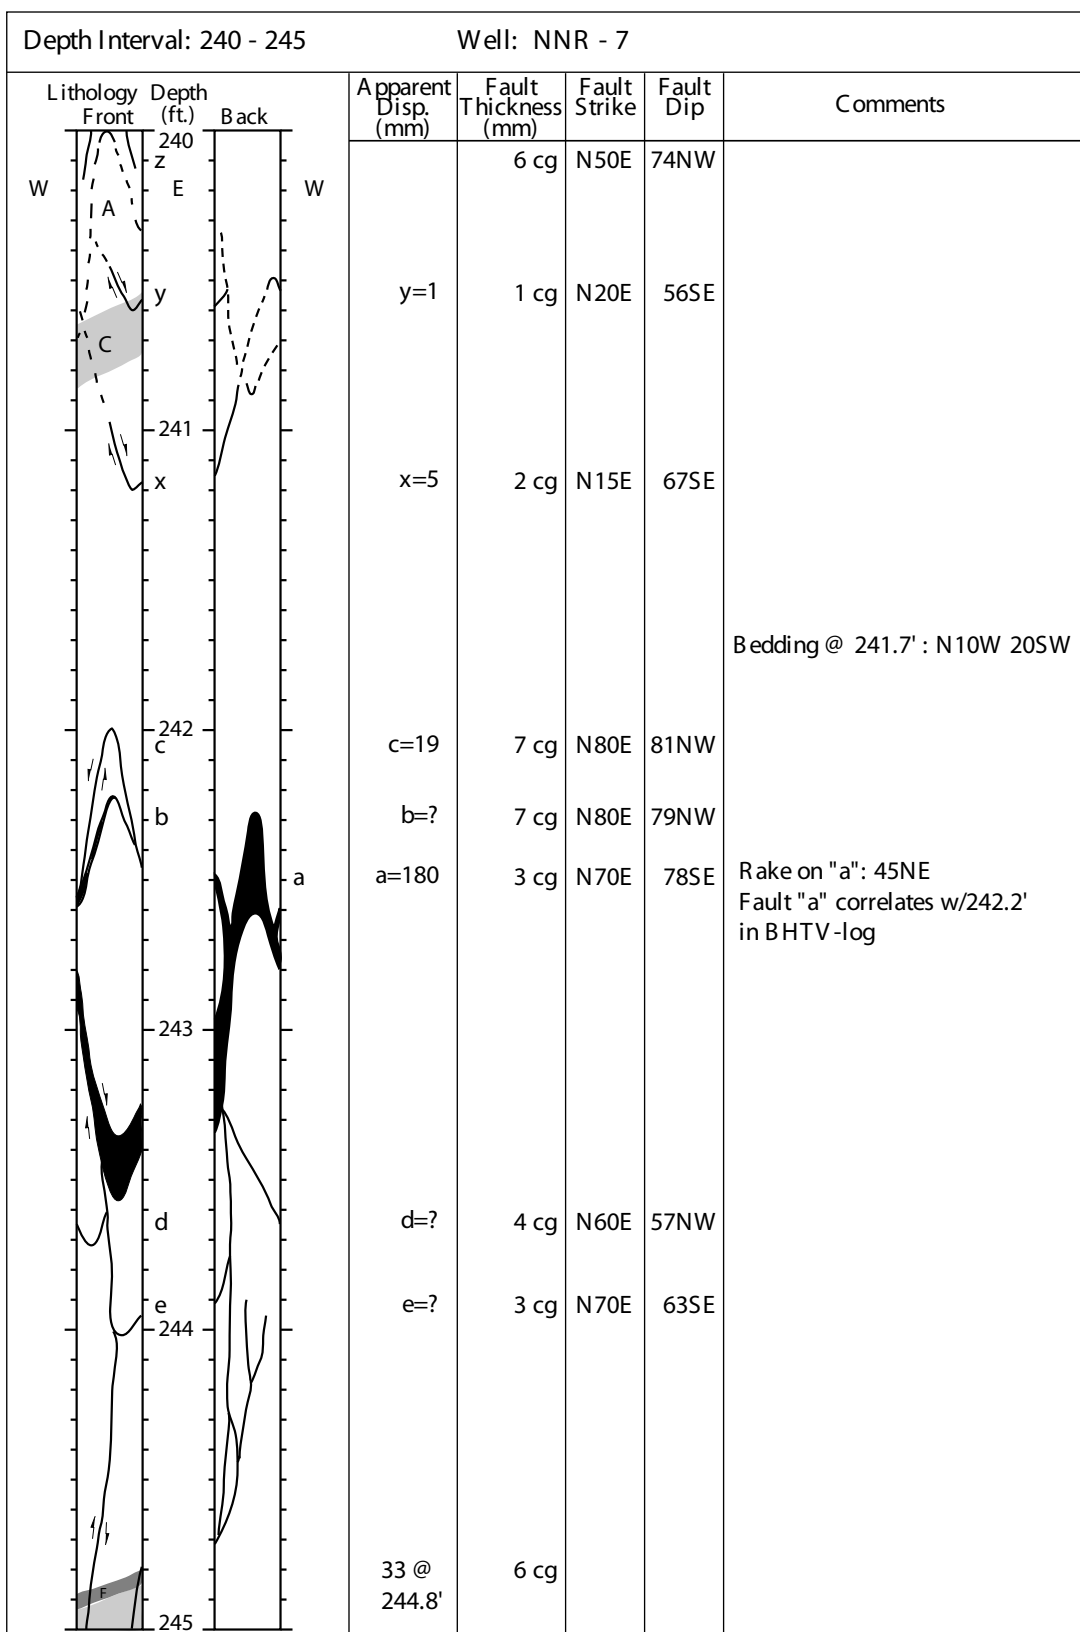 Depth Interval: 240 - 245 Well: NNR - 7
Lithology Depth Apparent Fault Fault Fault Comments
Front (ft.) Back Disp. Thickness Strike Dip
(mm) (mm)
240
z 6 cg N50E 74NW
W E W
A
y y=1 1 cg N20E 56SE
C
241
x x=5 2 cg N15E 67SE
Bedding @ 241.7' : N10W 20SW
242
c c=19 7 cg N80E 81NW
b b=? 7 cg N80E 79NW
a a=180 3 cg N70E 78SE Rake on "a": 45NE
Fault "a" correlates w/242.2'
in BHTV-log
243
d d=? 4 cg N60E 57NW
e e=? 3 cg N70E 63SE
244
33 @ 6 cg
F 244.8'
245